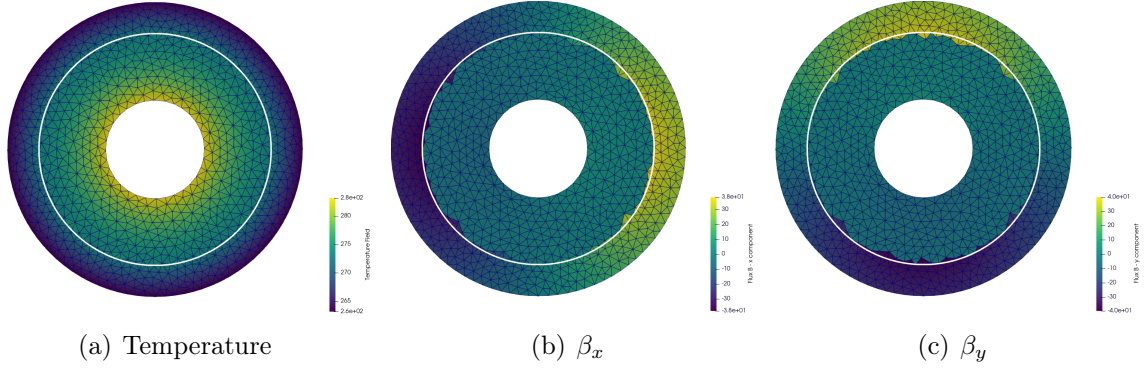 2.8e+02
280
275
270
265
2.6e+02
Temperature Field
3.8e+01
30
20
10
0
-10
-20
-30
-3.8e+01
Flux B - x component
4.0e+01
30
20
10
0
-10
-20
-30
-4.0e+01
Flux B - y component
(a) Temperature
(b) βx
(c) βy